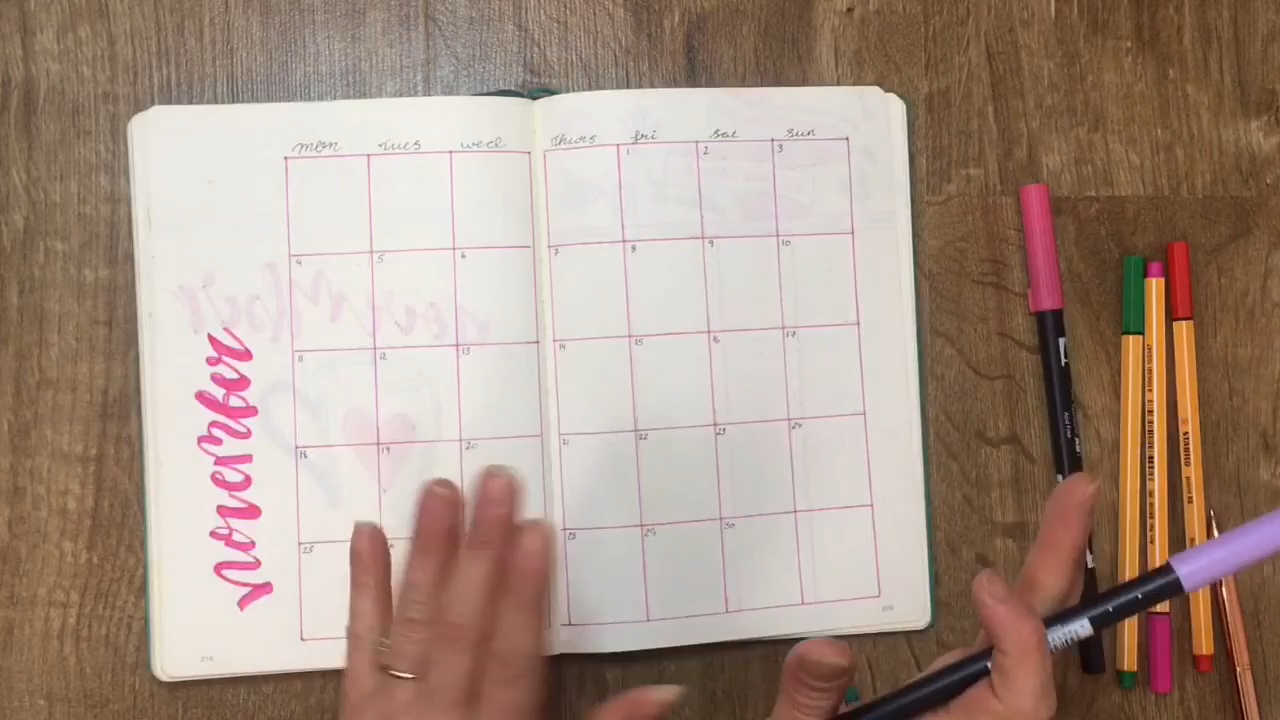 mon Tues wed Thurs fri sat sun
1 2 3
4 5 6 7 8 9 10
11 12 13 14 15 16 17
18 19 20 21 22 23 24
25 28 29 30
november
STABILO